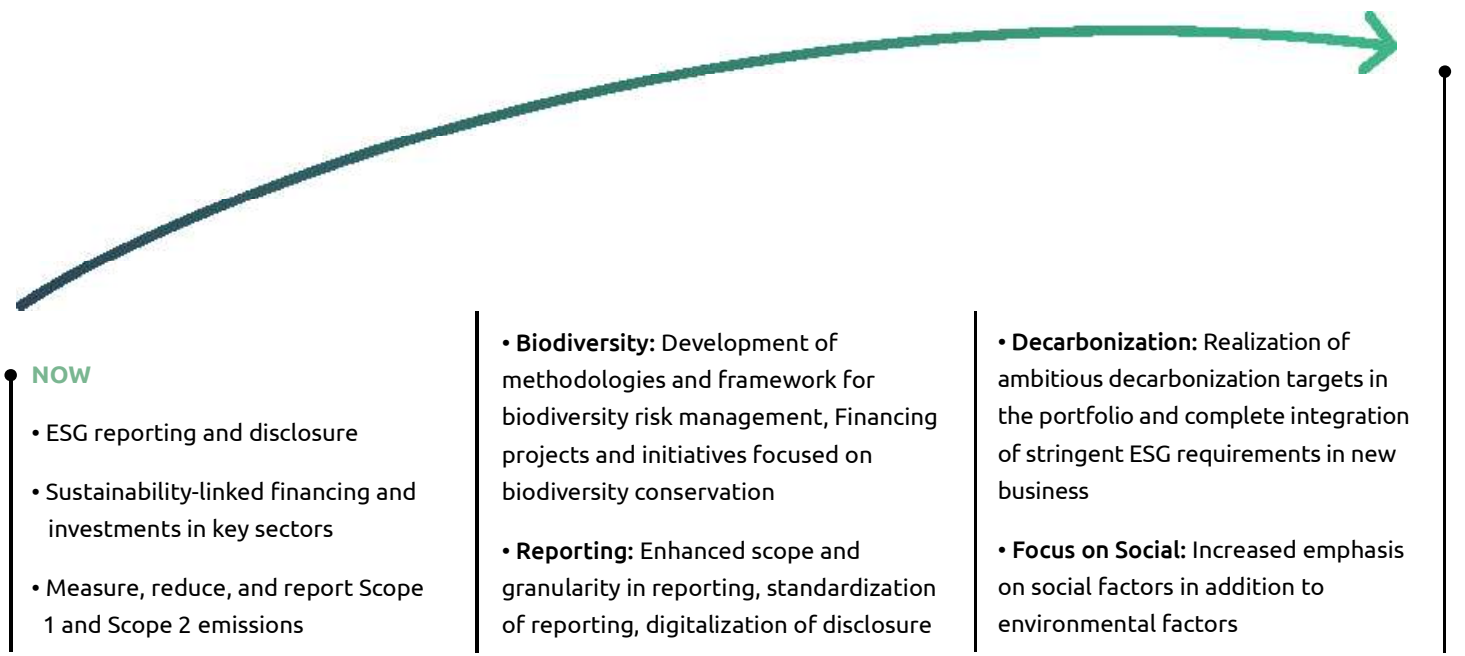 NOW
• ESG reporting and disclosure
• Sustainability-linked financing and
investments in key sectors
• Measure, reduce, and report Scope
1 and Scope 2 emissions
• Biodiversity: Development of
methodologies and framework for
biodiversity risk management, Financing
projects and initiatives focused on
biodiversity conservation
• Reporting: Enhanced scope and
granularity in reporting, standardization
of reporting, digitalization of disclosure
• Decarbonization: Realization of
ambitious decarbonization targets in
the portfolio and complete integration
of stringent ESG requirements in new
business
• Focus on Social: Increased emphasis
on social factors in addition to
environmental factors